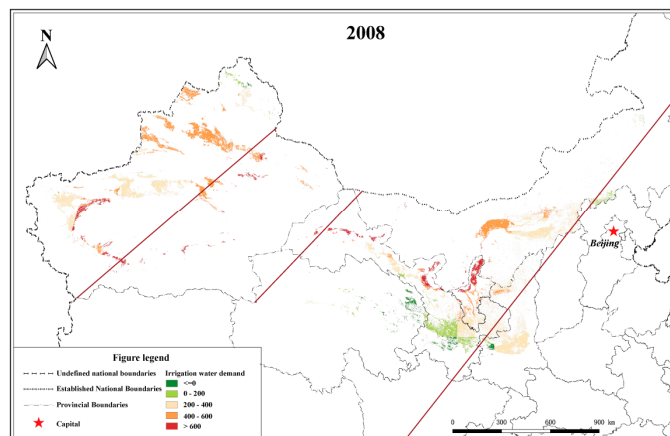 2008
N
Beijing
Figure legend
Undefined national boundaries
Established National Boundaries
Provincial Boundaries
Capital
Irrigation water demand
<=0
0 - 200
200 - 400
400 - 600
> 600
0 300 600 900 km